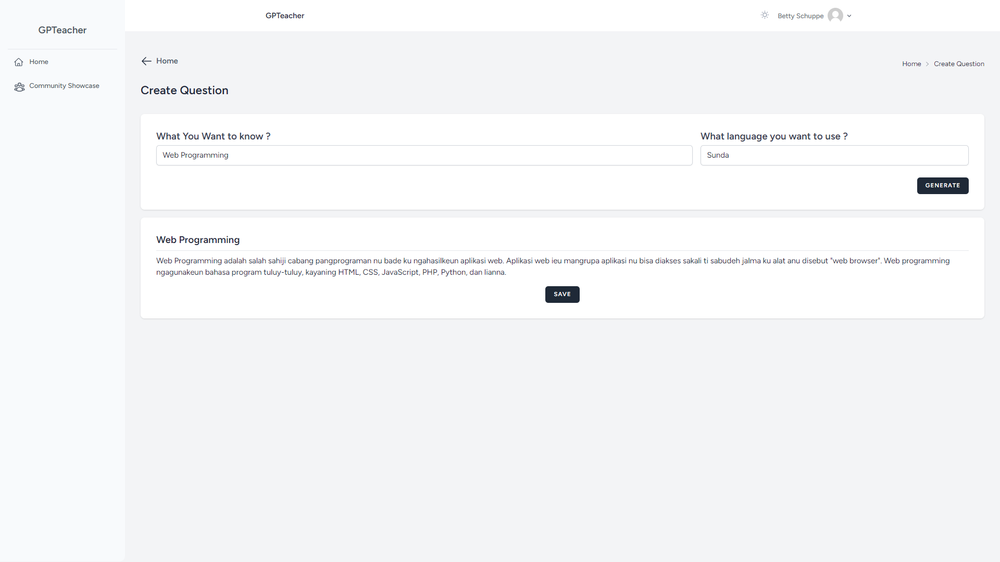 GPTeacher
Home
Community Showcase
GPTeacher
Betty Schuppe
Home
Home > Create Question
Create Question
What You Want to know ?
Web Programming
What language you want to use ?
Sunda
GENERATE
Web Programming
Web Programming adalah salah sahiji cabang pangprograman nu bade ku ngahasilkeun aplikasi web. Aplikasi web ieu mangrupa aplikasi nu bisa diakses sakali ti sabudeh jalma ku alat anu disebut "web browser". Web programming
ngagunakeun bahasa program tuluy-tuluy, kayaning HTML, CSS, JavaScript, PHP, Python, dan lianna.
SAVE